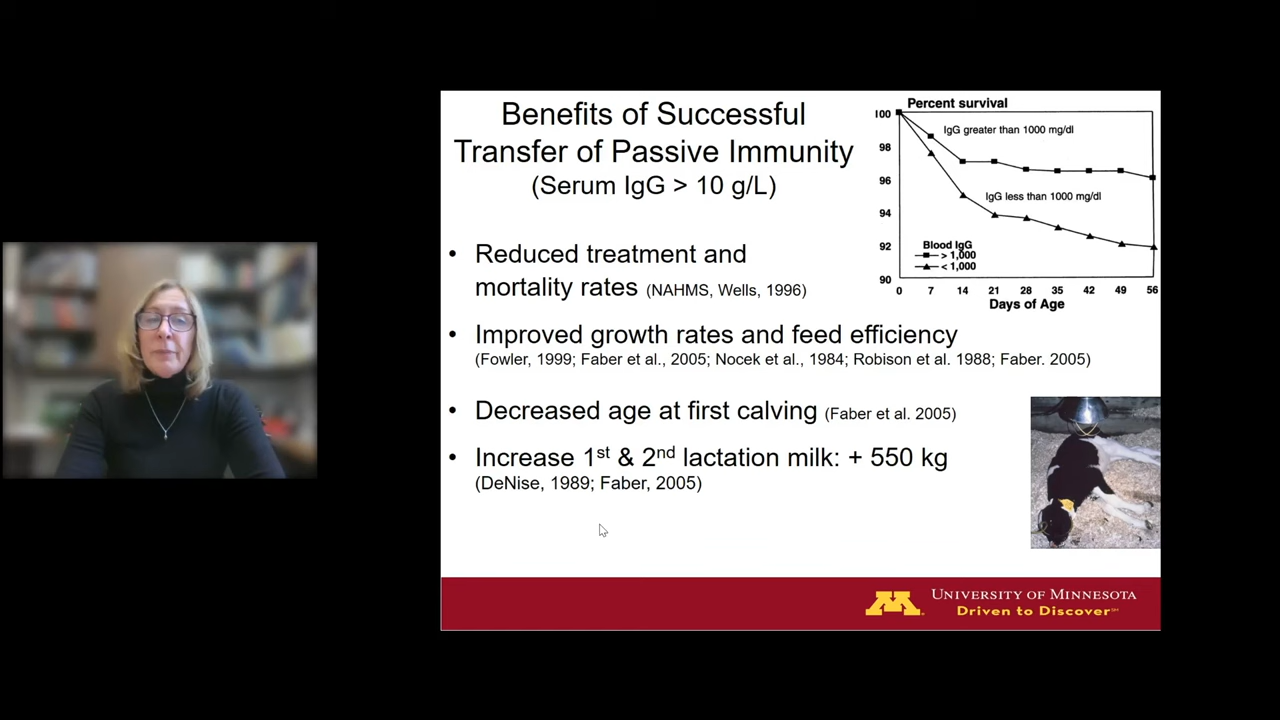 Benefits of Successful
Transfer of Passive Immunity
(Serum IgG > 10 g/L)
• Reduced treatment and
mortality rates (NAHMS, Wells, 1996)
• Improved growth rates and feed efficiency
(Fowler, 1999; Faber et al., 2005; Nocek et al., 1984; Robison et al. 1988; Faber. 2005)
• Decreased age at first calving (Faber et al. 2005)
• Increase 1st & 2nd lactation milk: + 550 kg
(DeNise, 1989; Faber, 2005)
Percent survival
100
98
96
94
92
90
IgG greater than 1000 mg/dl
IgG less than 1000 mg/dl
Blood IgG
> 1,000
< 1,000
0 7 14 21 28 35 42 49 56
Days of Age
M
UNIVERSITY OF MINNESOTA
Driven to Discover℠